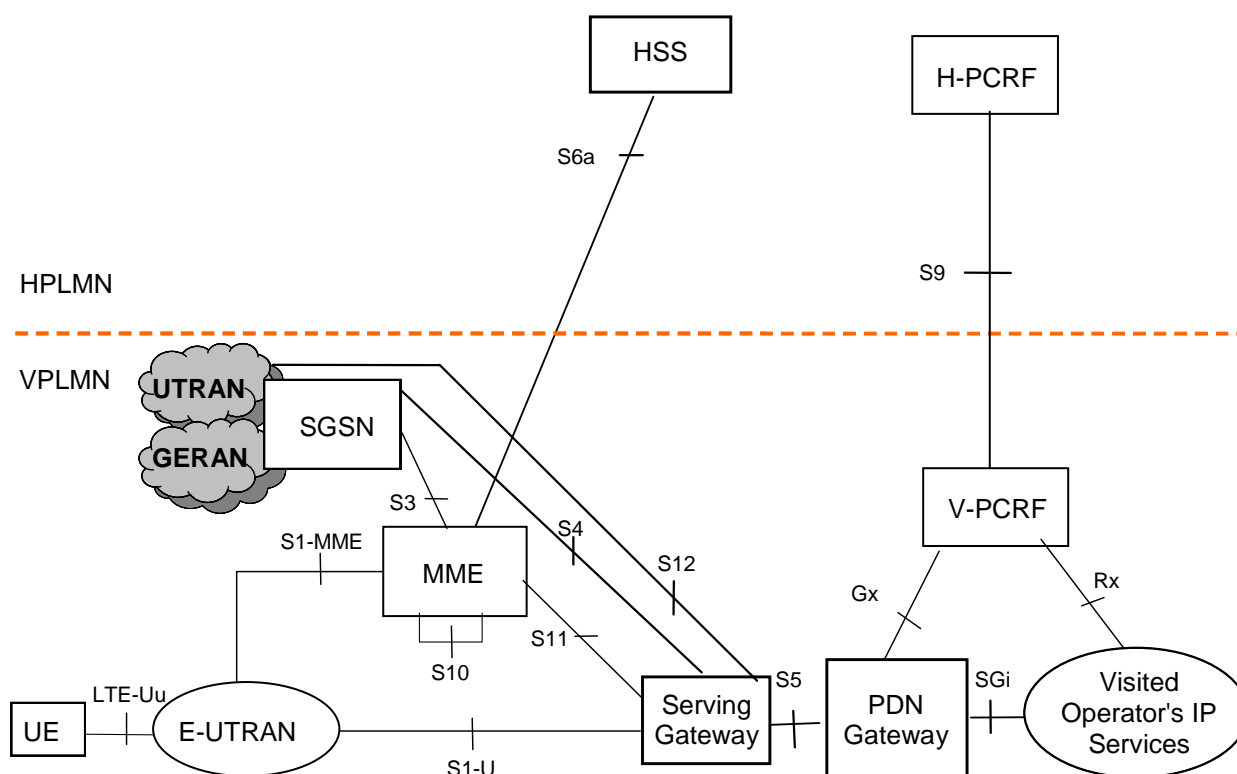 HSS
H-PCRF
S6a
S9
HPLMN
VPLMN
UTRAN
SGSN
GERAN
S3
S4
V-PCRF
S1-MME
MME
S12
Gx
Rx
S11
S10
LTE-Uu
S5
SGi
UE
E-UTRAN
Serving
Gateway
PDN
Gateway
Visited
Operator's IP
Services
S1-U